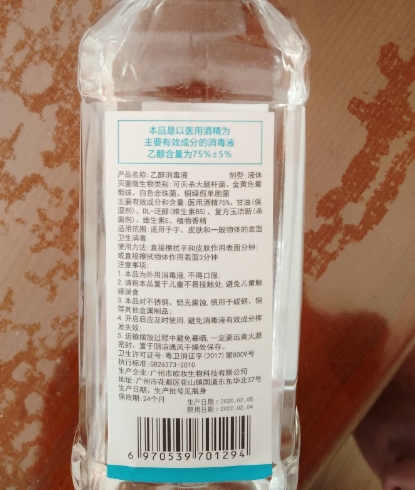 本品是以医用酒精为
主要有效成分的消毒液
乙醇含量为75%±5%
产品名称:乙醇消毒液 剂型:液体
灭菌微生物类别:可灭杀大肠杆菌、金黄色葡
萄球、白色念珠菌、铜绿假单胞菌
主要有效成分和含量:医用酒精75%、甘油(保
湿剂)、DL-泛醇(维生素B5)、复方玉洁新(杀
菌剂)、维生素E、植物香精
适用范围:适用于手、皮肤和一般物体的表面
卫生消毒
使用方法:直接擦拭手和皮肤作用表面分钟;
或直接擦拭物体作用表面3分钟
注意事项:
1.本品为外用消毒液,不得口服;
2.请将本品置于儿童不易接触处,避免儿童触
碰误食
3.本品对不锈钢、铝无腐蚀,慎用于碳钢、铜
等其他金属制品;
4.开启后应及时使用,避免消毒液有效成分挥
发失效;
5.运输摆放过程中避免暴晒,一定要远离火源
密封,置于阴凉通风干燥处保存。
卫生许可证号:粤卫消证字(2017)第B009号
执行标准:GB26373-2010
生产企业:广州市欧妆生物科技有限公司
地址:广州市花都区花山镇国道东东华北37号
生产日期、生产批号见瓶身
保质期:24个月 生产日期:2020.02.05
限用日期:2022.02.04
6 970539 701294